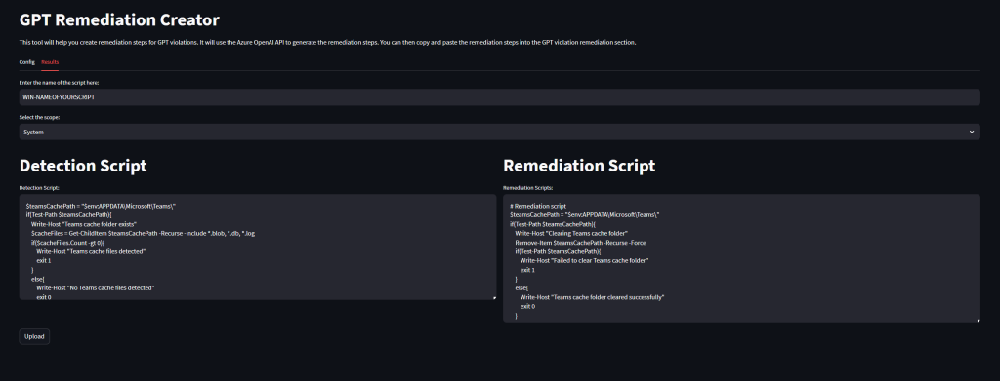 GPT Remediation Creator
This tool will help you create remediation steps for GPT violations. It will use the Azure OpenAI API to generate the remediation steps. You can then copy and paste the remediation steps into the GPT violation remediation section.
Config Results
Enter the name of the script here:
WIN-NAMEOFYOURSCRIPT
Select the scope:
System
Detection Script
Detection Script:
$teamsCachePath = "$env:APPDATA\Microsoft\Teams\"
if(Test-Path $teamsCachePath){
Write-Host "Teams cache folder exists"
$cacheFiles = Get-ChildItem $teamsCachePath -Recurse -Include *.blob, *.db, *.log
if($cacheFiles.Count -gt 0){
Write-Host "Teams cache files detected"
exit 1
}
else{
Write-Host "No Teams cache files detected"
exit 0
Remediation Script
Remediation Scripts:
# Remediation script
$teamsCachePath = "$env:APPDATA\Microsoft\Teams\"
if(Test-Path $teamsCachePath){
Write-Host "Clearing Teams cache folder"
Remove-Item $teamsCachePath -Recurse -Force
if(Test-Path $teamsCachePath){
Write-Host "Failed to clear Teams cache folder"
exit 1
}
else{
Write-Host "Teams cache folder cleared successfully"
exit 0
}
Upload